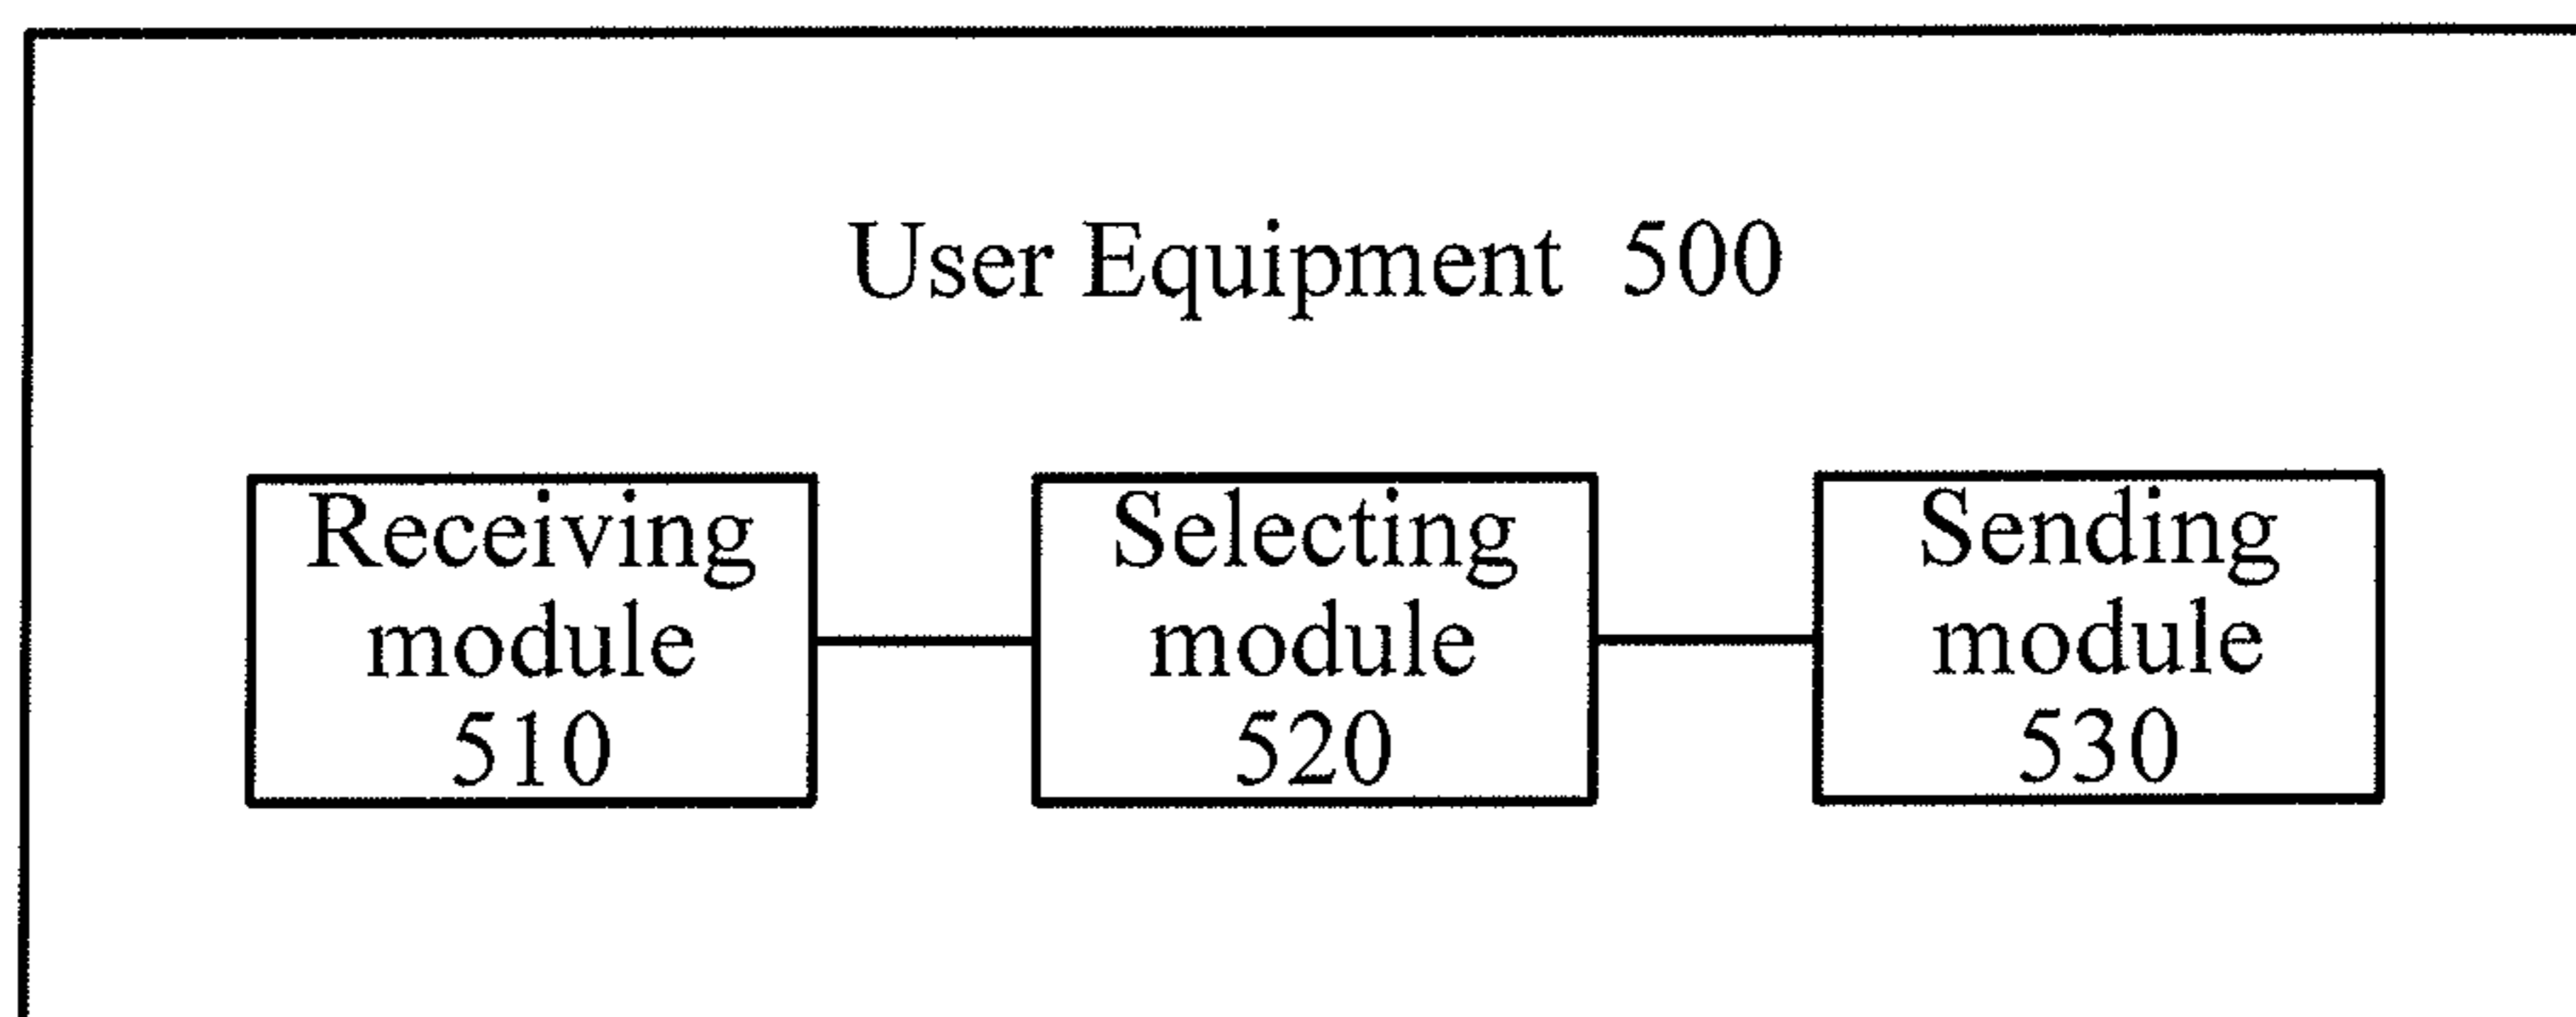 User Equipment 500
Receiving
module
510
Selecting
module
520
Sending
module
530